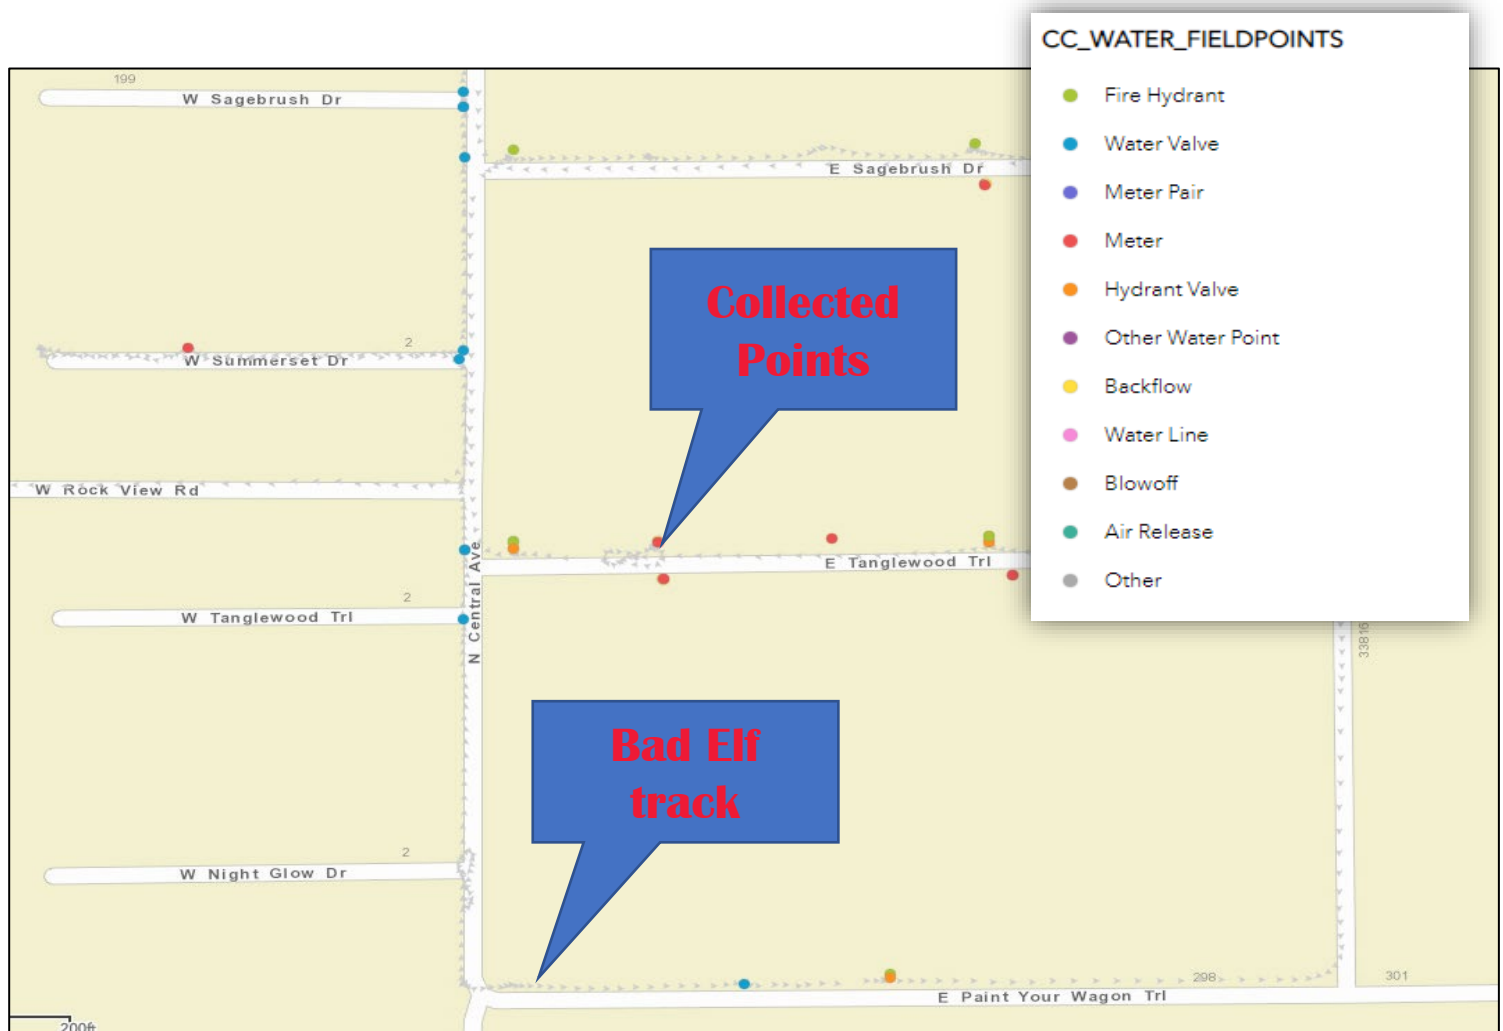 CC_WATER_FIELDPOINTS
Fire Hydrant
Water Valve
Meter Pair
Meter
Hydrant Valve
Other Water Point
Backflow
Water Line
Blowoff
Air Release
Other
199
W Sagebrush Dr
E Sagebrush Dr
Collected
Points
2
W Summerset Dr
W Rock View Rd
N Central Ave
E Tanglewood Trl
2
W Tanglewood Trl
33816
Bad Elf
track
2
W Night Glow Dr
298
301
E Paint Your Wagon Trl
200ft